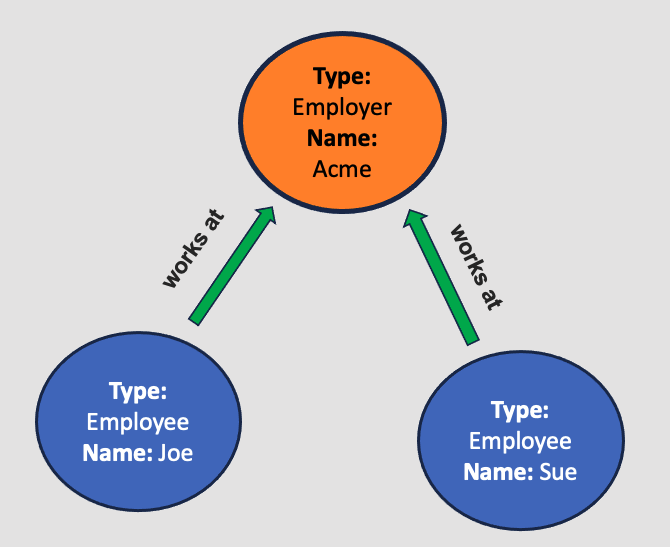 Type:
Employer
Name:
Acme
works at
works at
Type:
Employee
Name: Joe
Type:
Employee
Name: Sue